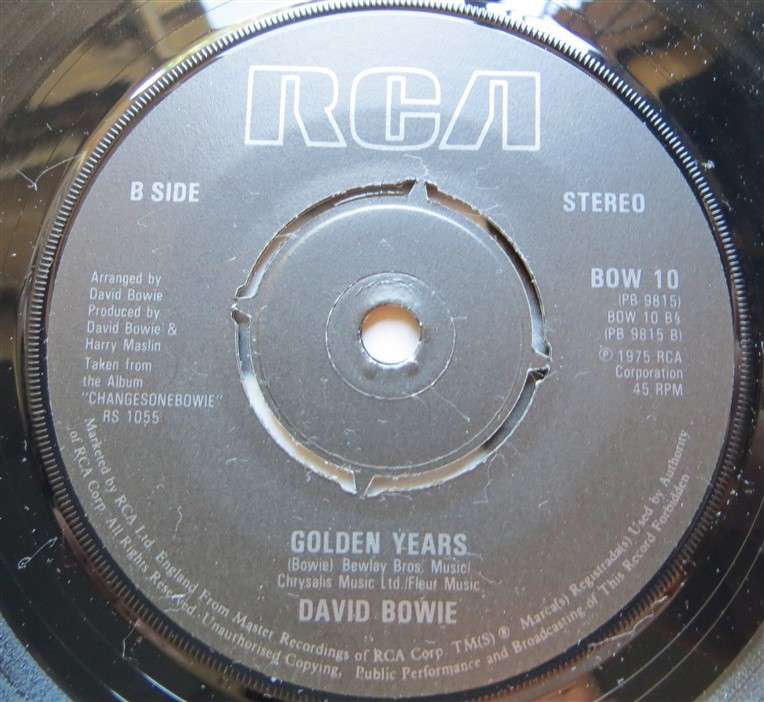 RCA
B SIDE
STEREO
Arranged by
David Bowie
Produced by
David Bowie &
Harry Maslin
Taken from
the Album
"CHANGESONEBOWIE"
RS 1055
BOW 10
(PB 9815)
BOW 10 B
(PB 9815 B)
℗ 1975 RCA
Corporation
45 RPM
GOLDEN YEARS
(Bowie) Bewlay Bros. Music/
Chrysalis Music Ltd./Fleur Music
DAVID BOWIE
Marketed by RCA Ltd. England From Master Recordings of RCA Corp TM(S) ® Marca(s) Registrada(s) Used by Authority
of RCA Corp. All Rights Reserved. Unauthorised Copying, Public Performance and Broadcasting of This Record Forbidden